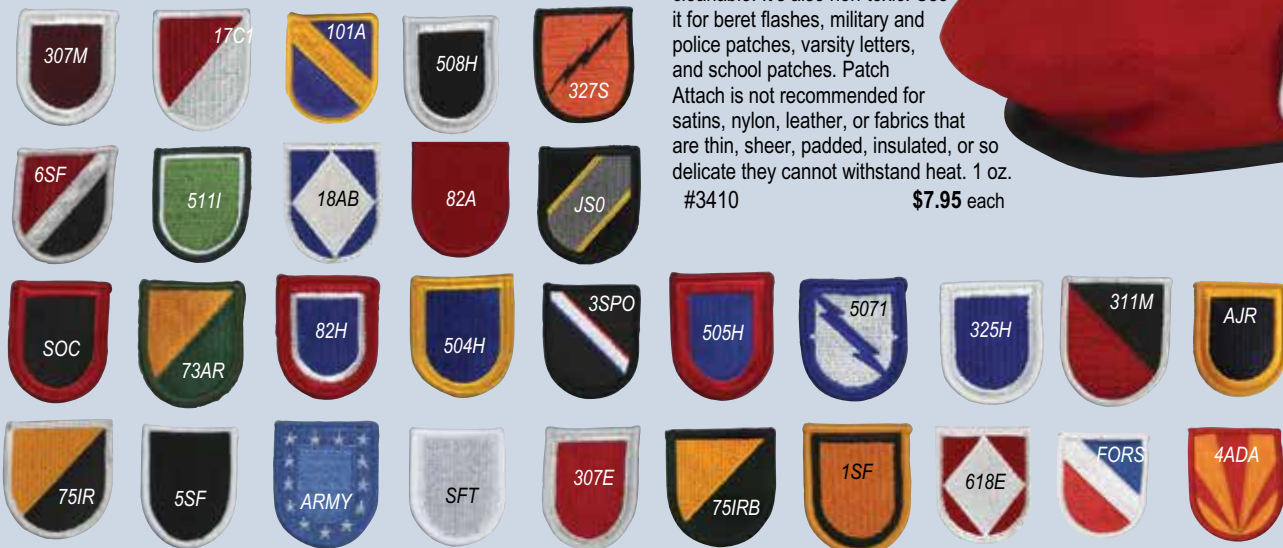 307M
17C1
101A
508H
327S
it for beret flashes, military and
police patches, varsity letters,
and school patches. Patch
Attach is not recommended for
satins, nylon, leather, or fabrics that
are thin, sheer, padded, insulated, or so
delicate they cannot withstand heat. 1 oz.
#3410 $7.95 each
6SF
511I
18AB
82A
JS0
SOC
73AR
82H
504H
3SPO
505H
5071
325H
311M
AJR
75IR
5SF
ARMY
SFT
307E
75IRB
1SF
618E
FORS
4ADA